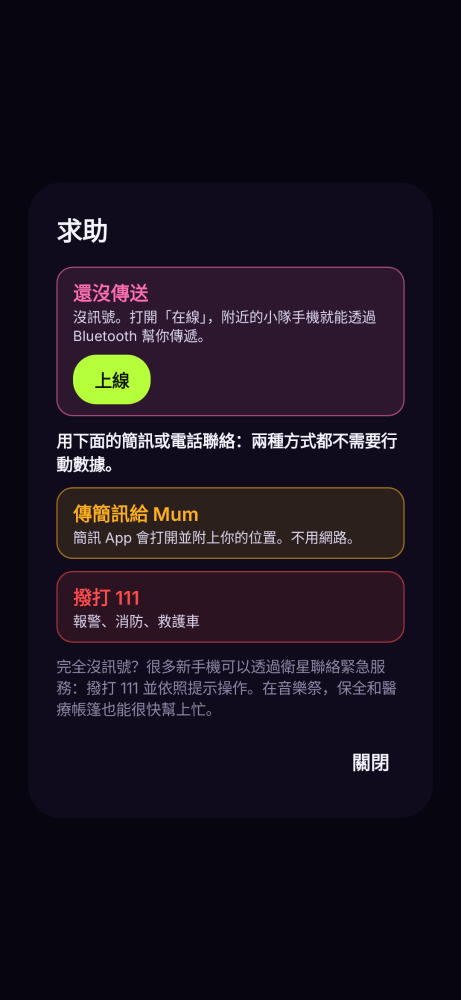 求助
還沒傳送
沒訊號。打開「在線」，附近的小隊手機就能透過
Bluetooth 幫你傳遞。
上線
用下面的簡訊或電話聯絡：兩種方式都不需要行
動數據。
傳簡訊給 Mum
簡訊 App 會打開並附上你的位置。不用網路。
撥打 111
報警、消防、救護車
完全沒訊號？很多新手機可以透過衛星聯絡緊急服
務：撥打 111 並依照提示操作。在音樂祭，保全和醫
療帳篷也能很快幫上忙。
關閉